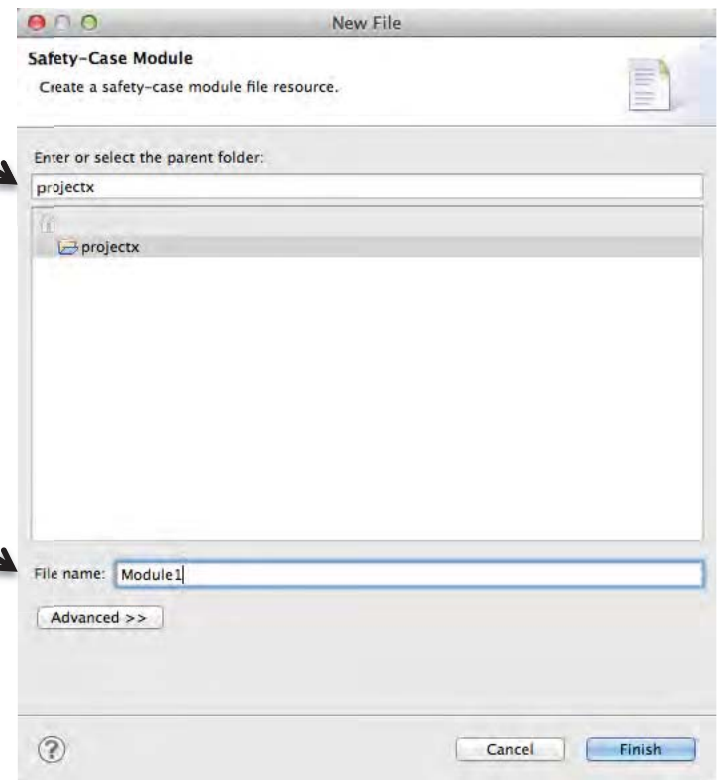 New File
Safety-Case Module
Create a safety-case module file resource.
Enter or select the parent folder:
projectx
projectx
File name: Module1
Advanced >>
?
Cancel
Finish